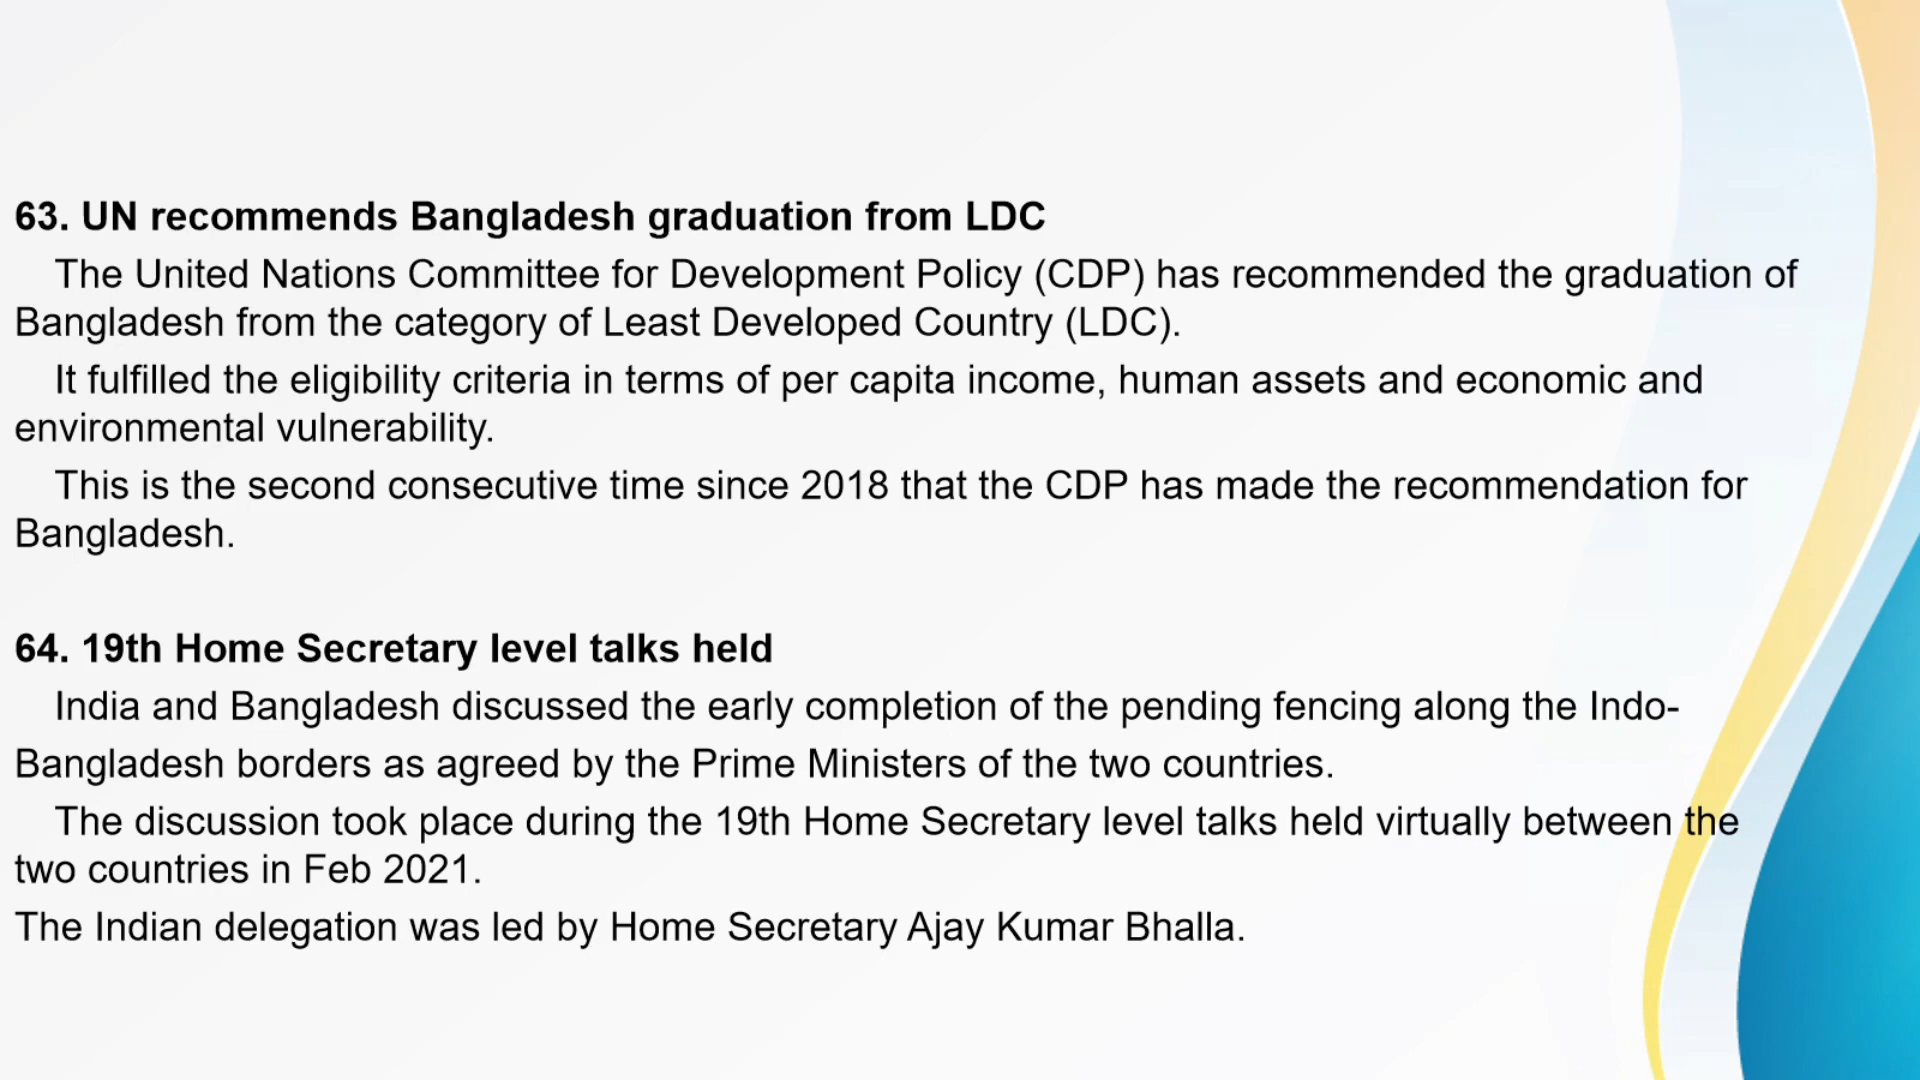 63. UN recommends Bangladesh graduation from LDC
The United Nations Committee for Development Policy (CDP) has recommended the graduation of
Bangladesh from the category of Least Developed Country (LDC).
It fulfilled the eligibility criteria in terms of per capita income, human assets and economic and
environmental vulnerability.
This is the second consecutive time since 2018 that the CDP has made the recommendation for
Bangladesh.
64. 19th Home Secretary level talks held
India and Bangladesh discussed the early completion of the pending fencing along the Indo-
Bangladesh borders as agreed by the Prime Ministers of the two countries.
The discussion took place during the 19th Home Secretary level talks held virtually between the
two countries in Feb 2021.
The Indian delegation was led by Home Secretary Ajay Kumar Bhalla.